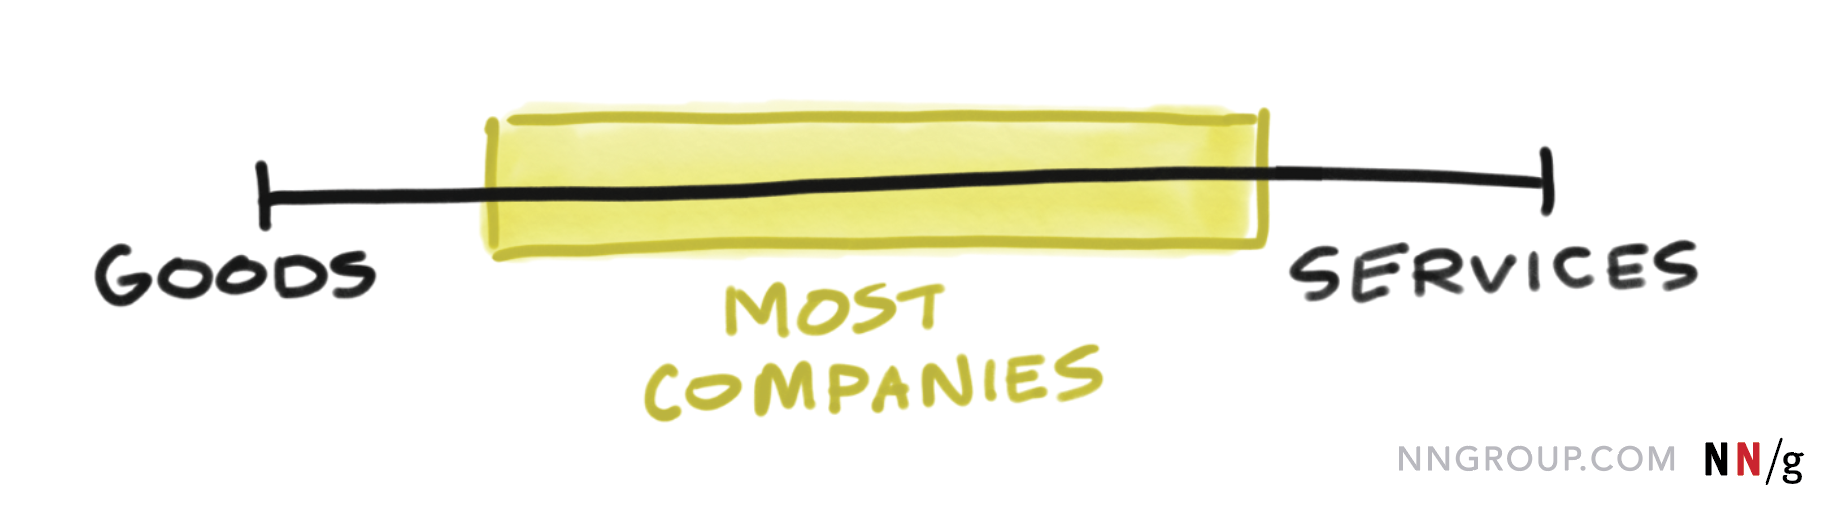 GOODS
SERVICES
MOST
COMPANIES
NNGROUP.COM NN/g